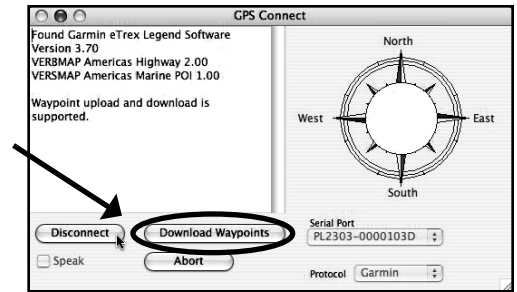 GPS Connect
Found Garmin eTrex Legend Software
Version 3.70
VERBMAP Americas Highway 2.00
VERSMAP Americas Marine POI 1.00
Waypoint upload and download is
supported.
North
West
East
South
Disconnect
Download Waypoints
Serial Port
PL2303-0000103D
Speak
Abort
Protocol
Garmin